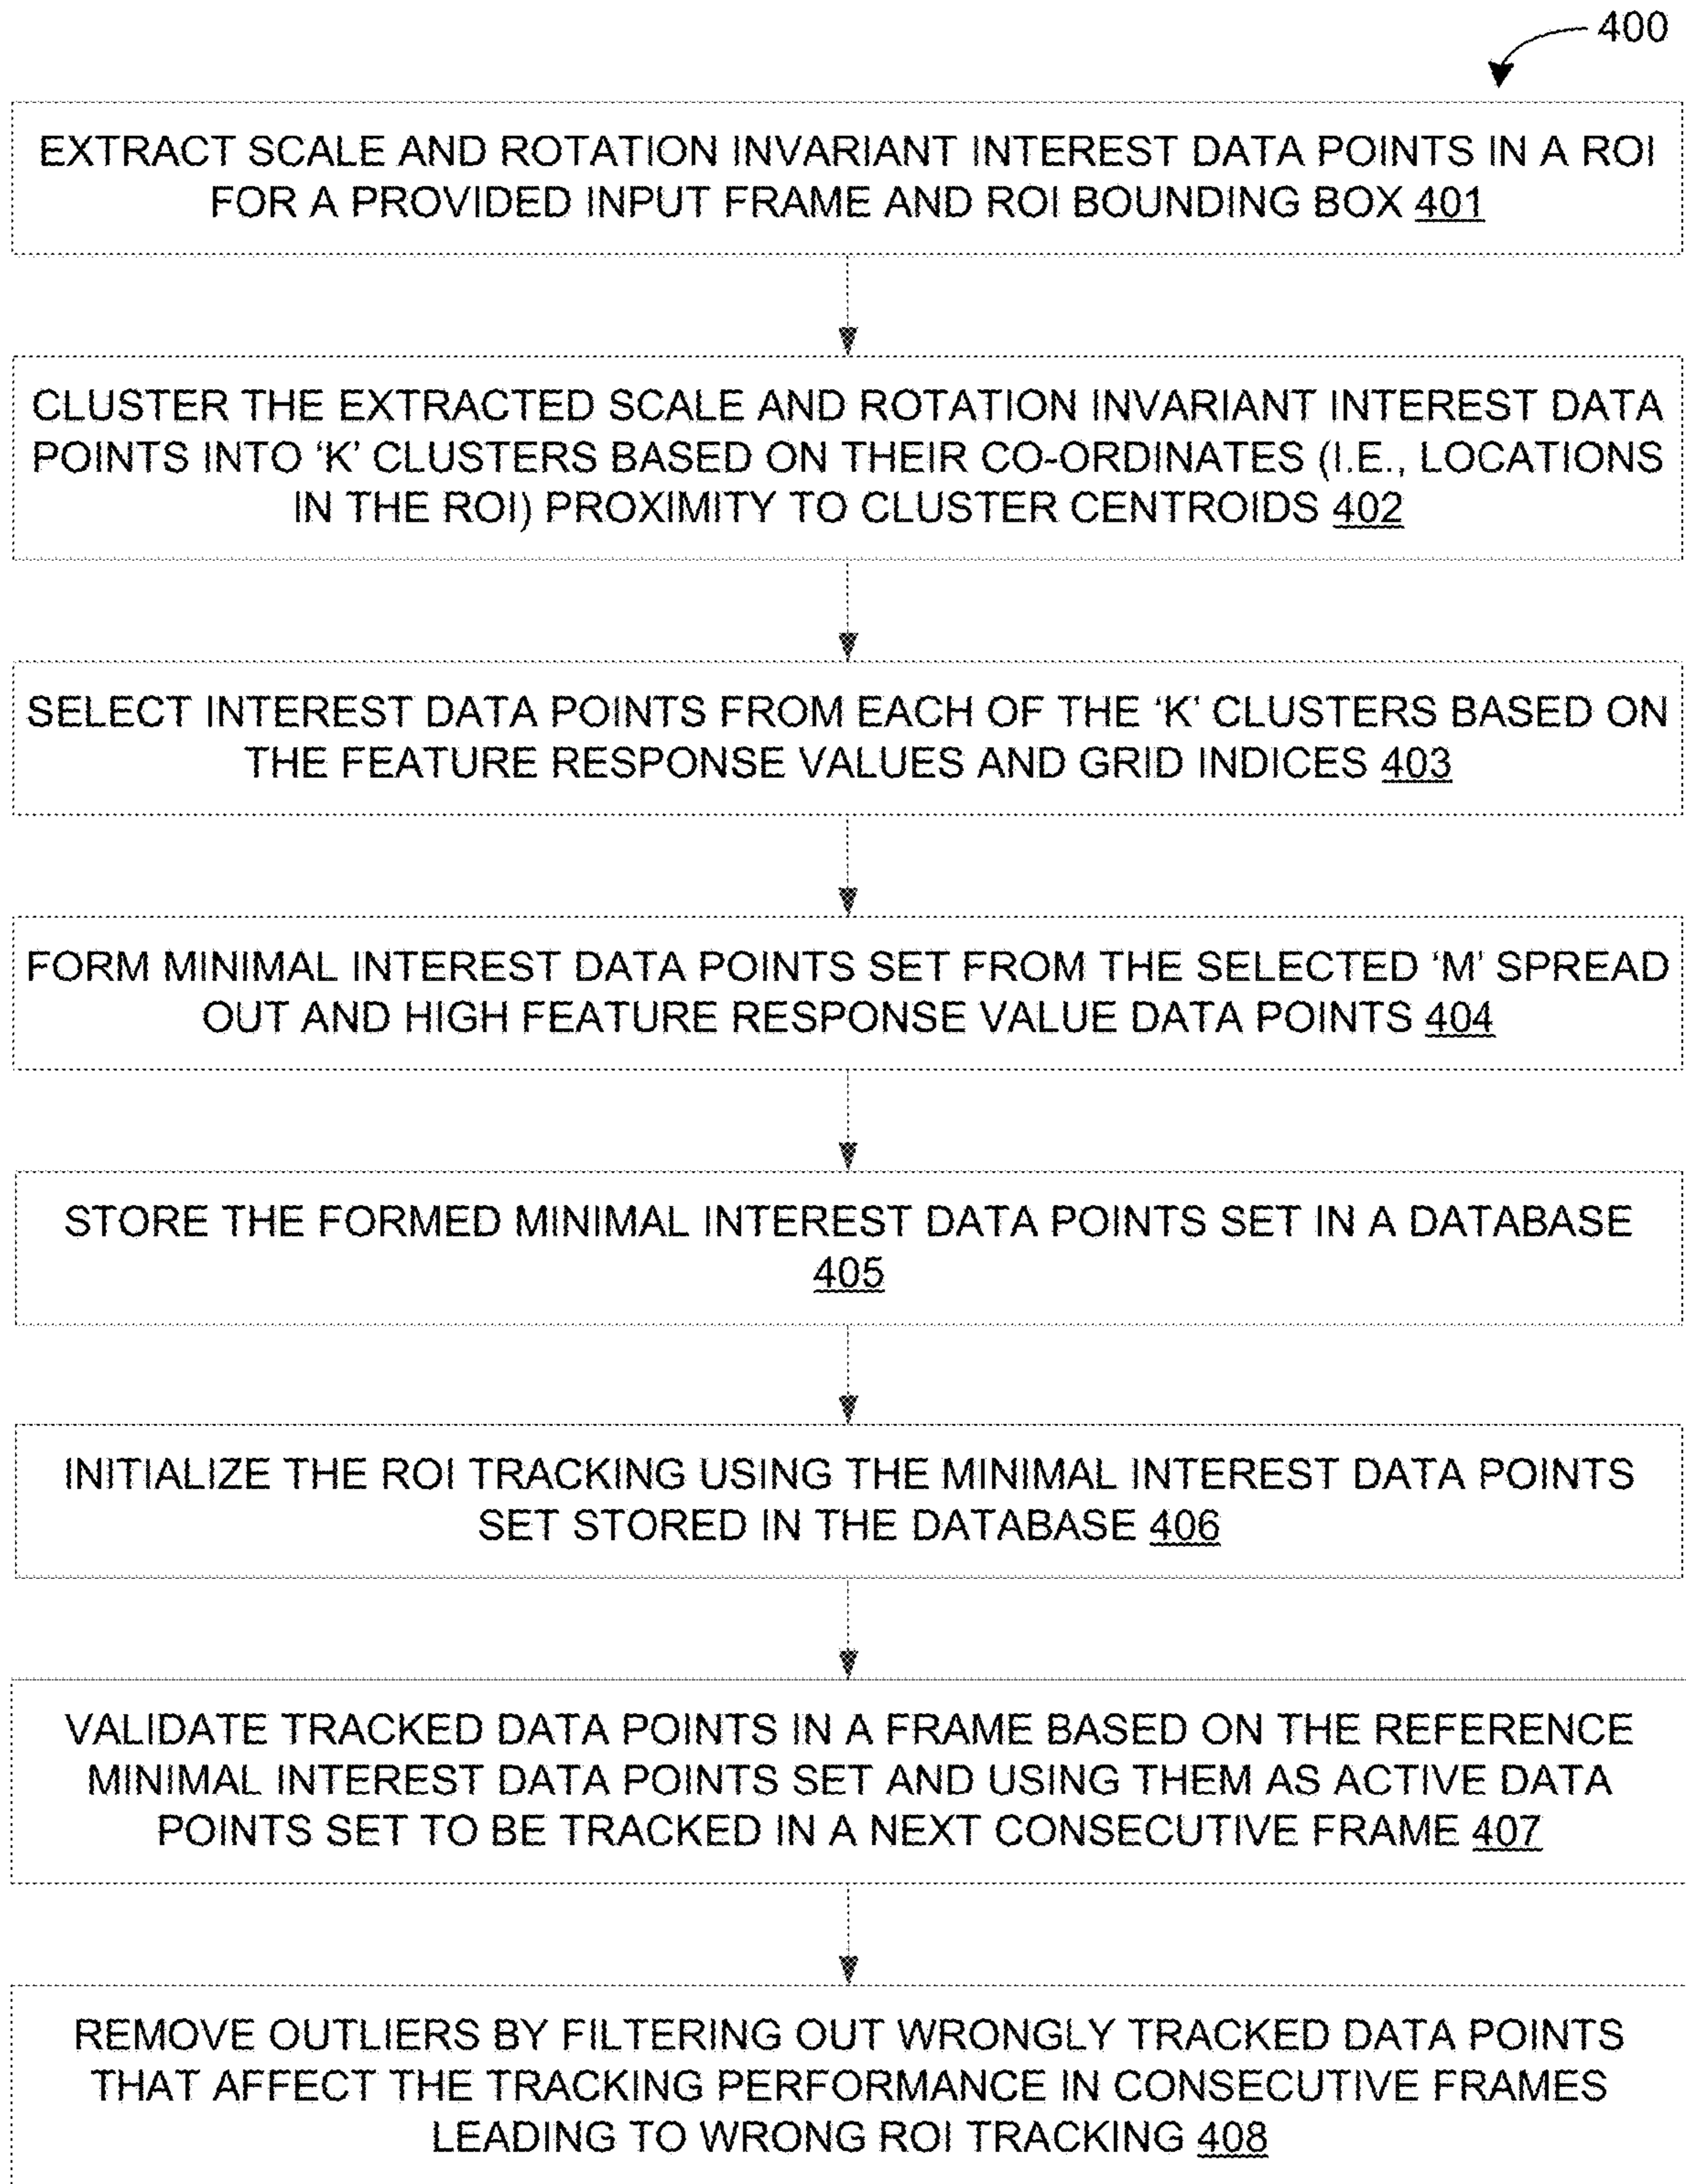 400
EXTRACT SCALE AND ROTATION INVARIANT INTEREST DATA POINTS IN A ROI
FOR A PROVIDED INPUT FRAME AND ROI BOUNDING BOX 401
CLUSTER THE EXTRACTED SCALE AND ROTATION INVARIANT INTEREST DATA
POINTS INTO ‘K’ CLUSTERS BASED ON THEIR CO-ORDINATES (I.E., LOCATIONS
IN THE ROI) PROXIMITY TO CLUSTER CENTROIDS 402
SELECT INTEREST DATA POINTS FROM EACH OF THE ‘K’ CLUSTERS BASED ON
THE FEATURE RESPONSE VALUES AND GRID INDICES 403
FORM MINIMAL INTEREST DATA POINTS SET FROM THE SELECTED ‘M’ SPREAD
OUT AND HIGH FEATURE RESPONSE VALUE DATA POINTS 404
STORE THE FORMED MINIMAL INTEREST DATA POINTS SET IN A DATABASE
405
INITIALIZE THE ROI TRACKING USING THE MINIMAL INTEREST DATA POINTS
SET STORED IN THE DATABASE 406
VALIDATE TRACKED DATA POINTS IN A FRAME BASED ON THE REFERENCE
MINIMAL INTEREST DATA POINTS SET AND USING THEM AS ACTIVE DATA
POINTS SET TO BE TRACKED IN A NEXT CONSECUTIVE FRAME 407
REMOVE OUTLIERS BY FILTERING OUT WRONGLY TRACKED DATA POINTS
THAT AFFECT THE TRACKING PERFORMANCE IN CONSECUTIVE FRAMES
LEADING TO WRONG ROI TRACKING 408